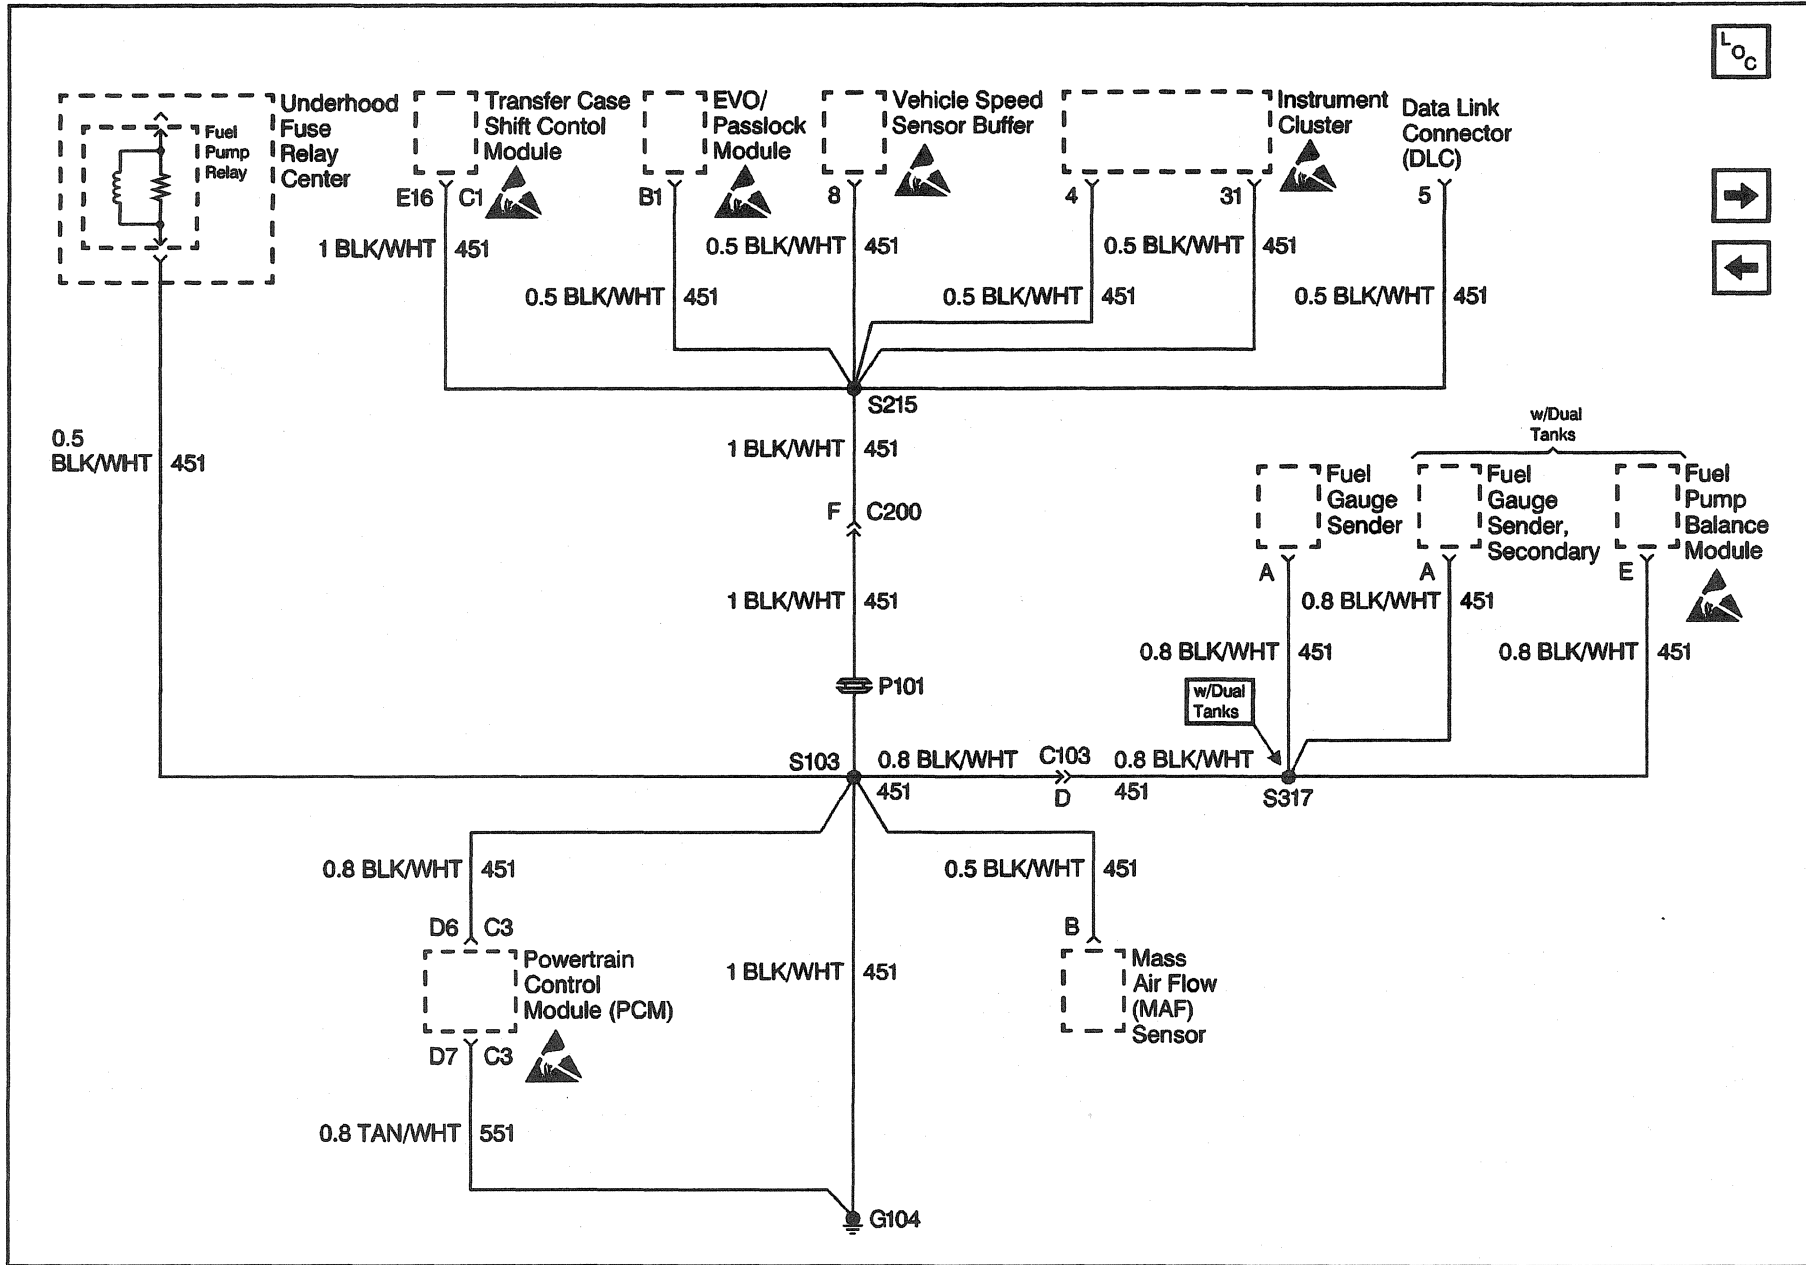 LOC
Underhood
Fuse
Relay
Center
Fuel
Pump
Relay
Transfer Case
Shift Contol
Module
E16 C1
EVO/
Passlock
Module
B1
Vehicle Speed
Sensor Buffer
8
Instrument
Cluster
4
31
Data Link
Connector
(DLC)
5
1 BLK/WHT 451
0.5 BLK/WHT 451
0.5 BLK/WHT 451
0.5 BLK/WHT 451
0.5 BLK/WHT 451
0.5 BLK/WHT 451
S215
0.5
BLK/WHT 451
1 BLK/WHT 451
F C200
1 BLK/WHT 451
P101
w/Dual
Tanks
Fuel
Gauge
Sender
A
Fuel
Gauge
Sender,
Secondary
A
Fuel
Pump
Balance
Module
E
0.8 BLK/WHT 451
0.8 BLK/WHT 451
0.8 BLK/WHT 451
w/Dual
Tanks
S103
0.8 BLK/WHT
451
C103
D
0.8 BLK/WHT
451
S317
0.8 BLK/WHT 451
0.5 BLK/WHT 451
D6 C3
Powertrain
Control
Module (PCM)
D7 C3
1 BLK/WHT 451
B
Mass
Air Flow
(MAF)
Sensor
0.8 TAN/WHT 551
G104